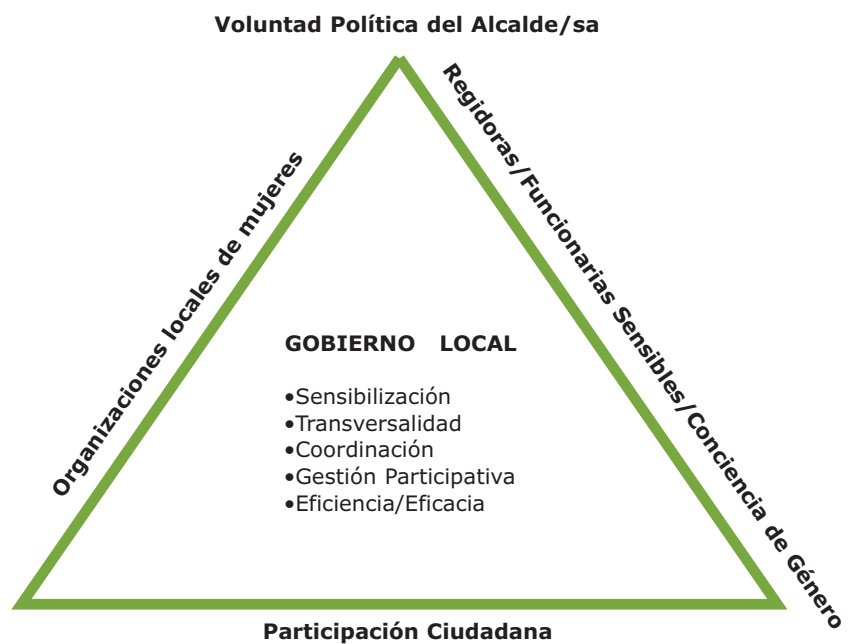 Voluntad Política del Alcalde/sa
Organizaciones locales de mujeres
Regidoras/Funcionarias Sensibles/Conciencia de Género
GOBIERNO LOCAL
•Sensibilización
•Transversalidad
•Coordinación
•Gestión Participativa
•Eficiencia/Eficacia
Participación Ciudadana